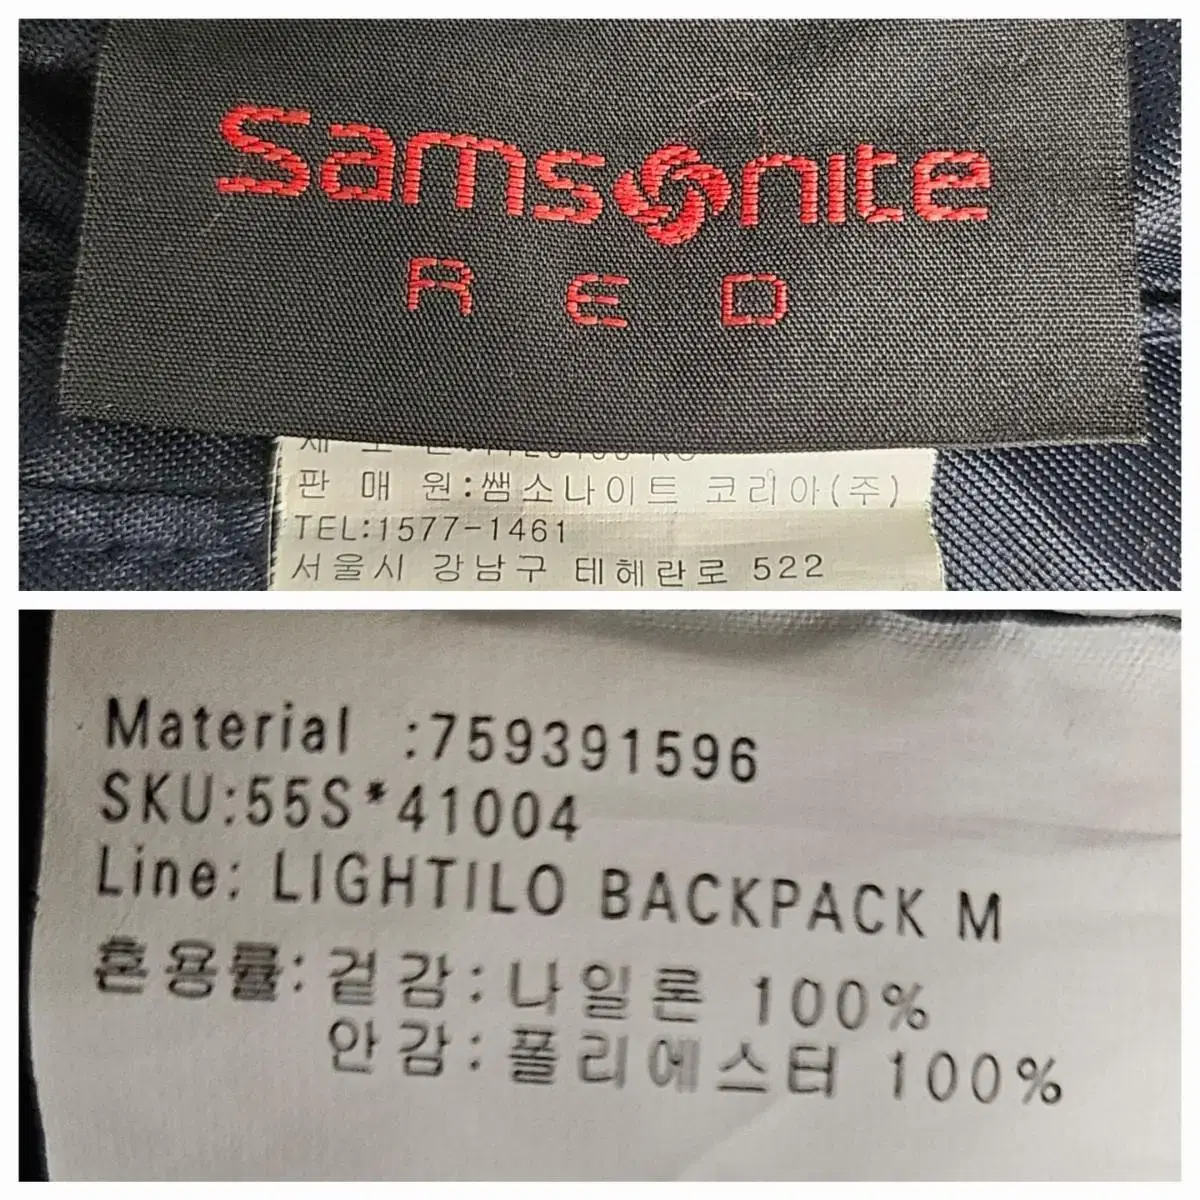 Samsonite
RED
판 매 원:쌤소나이트 코리아(주)
TEL:1577-1461
서울시 강남구 테헤란로 522
Material :759391596
SKU:55S*41004
Line: LIGHTILO BACKPACK M
혼용률:겉감:나일론 100%
안감:폴리에스터 100%